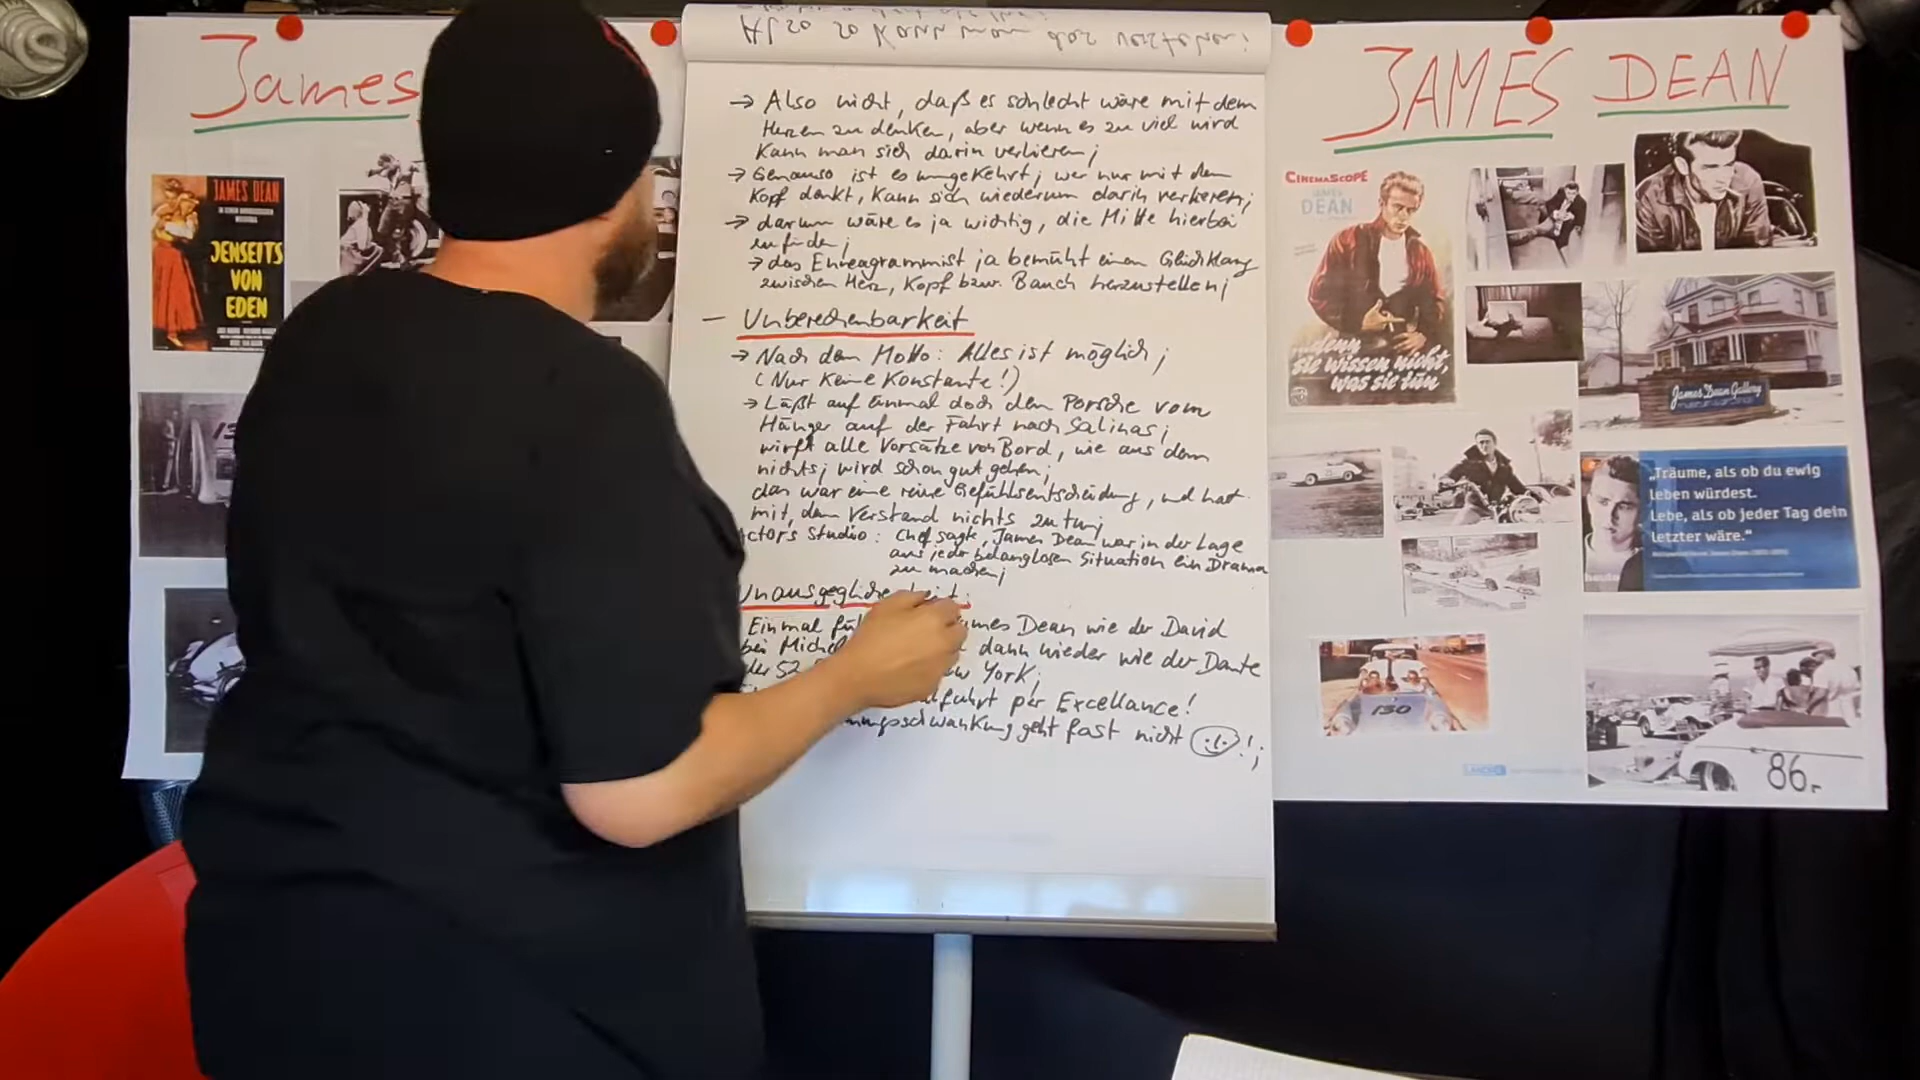 James
JAMES DEAN
JENSEITS
VON
EDEN
→ Also nicht, daß es schlecht wäre mit dem
Herzen zu denken, aber wenn es zu viel wird
kann man sich darin verlieren;
→ Genauso ist es umgekehrt; wer nur mit dem
Kopf denkt, kann sich wiederum darin verlieren;
→ darum wäre es ja wichtig, die Mitte hierbei
zu finden;
→ das Enneagramm ist ja bemüht einen Gleichklang
zwischen Herz, Kopf bzw. Bauch herzustellen;
— Unberechenbarkeit
→ Nach dem Motto: Alles ist möglich;
(Nur keine Konstante!)
→ Läßt auf einmal doch den Porsche vom
Hänger auf der Fahrt nach Salinas;
wirft alle Vorsätze von Bord, wie aus dem
nichts; wird schon gut gehen;
das war eine reine Gefühlsentscheidung, und hat
mit dem Verstand nichts zu tun;
ctors Studio: Chef sagte, James Dean war in der Lage
aus jeder belanglosen Situation ein Drama
zu machen;
Einmal James Dean wie der David
bei dann wieder wie der Dante
der 52 York;
per Excellance!
geht fast nicht !;
JAMES DEAN
CINEMASCOPE
JAMES
DEAN
...denn
sie wissen nicht,
was sie tun
James Dean Gallery
„Träume, als ob du ewig
leben würdest.
Lebe, als ob jeder Tag dein
letzter wäre.“
130
86